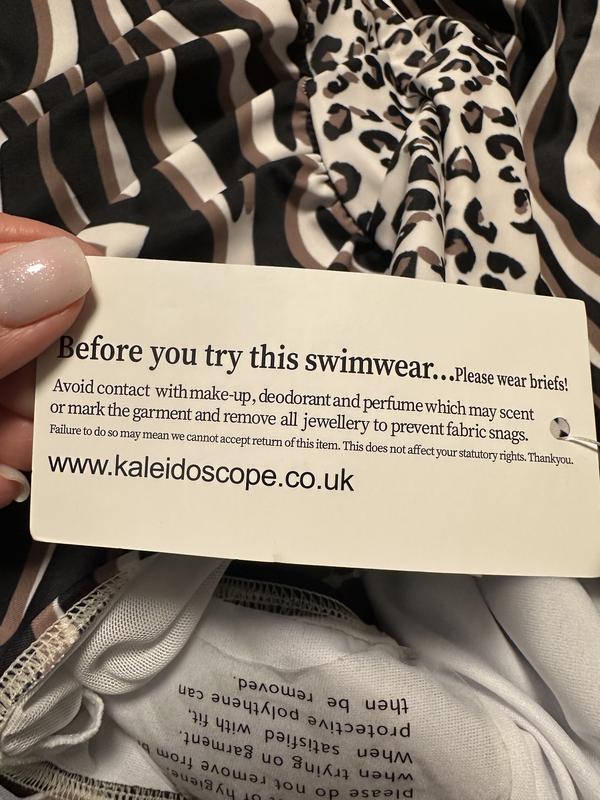 Before you try this swimwear...Please wear briefs!
Avoid contact with make-up, deodorant and perfume which may scent
or mark the garment and remove all jewellery to prevent fabric snags.
Failure to do so may mean we cannot accept return of this item. This does not affect your statutory rights. Thankyou.
www.kaleidoscope.co.uk
of hygiene,
please do not remove from
when trying on garment.
When satisfied with fit,
protective polythene can
then be removed.